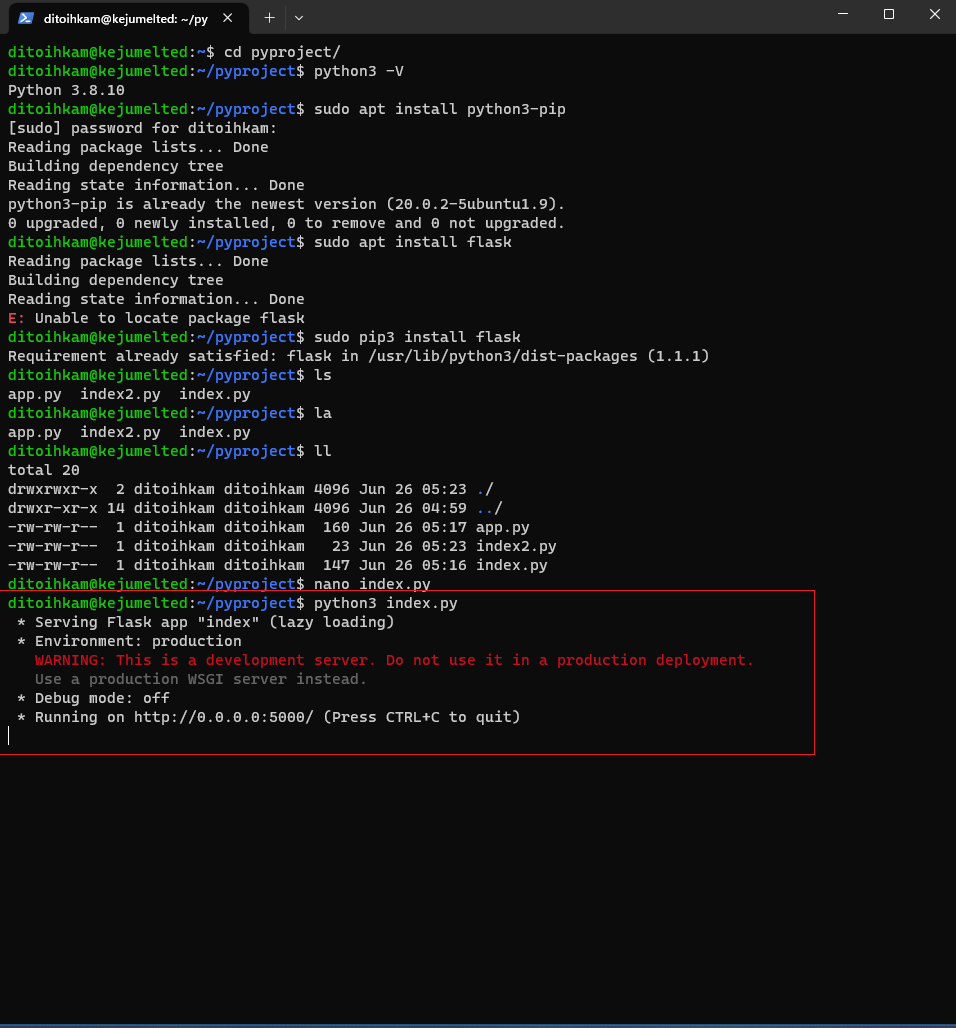 ditoihkam@kejumelted: ~/py
ditoihkam@kejumelted:~$ cd pyproject/
ditoihkam@kejumelted:~/pyproject$ python3 -V
Python 3.8.10
ditoihkam@kejumelted:~/pyproject$ sudo apt install python3-pip
[sudo] password for ditoihkam:
Reading package lists... Done
Building dependency tree
Reading state information... Done
python3-pip is already the newest version (20.0.2-5ubuntu1.9).
0 upgraded, 0 newly installed, 0 to remove and 0 not upgraded.
ditoihkam@kejumelted:~/pyproject$ sudo apt install flask
Reading package lists... Done
Building dependency tree
Reading state information... Done
E: Unable to locate package flask
ditoihkam@kejumelted:~/pyproject$ sudo pip3 install flask
Requirement already satisfied: flask in /usr/lib/python3/dist-packages (1.1.1)
ditoihkam@kejumelted:~/pyproject$ ls
app.py  index2.py  index.py
ditoihkam@kejumelted:~/pyproject$ la
app.py  index2.py  index.py
ditoihkam@kejumelted:~/pyproject$ ll
total 20
drwxrwxr-x  2 ditoihkam ditoihkam 4096 Jun 26 05:23 ./
drwxr-xr-x 14 ditoihkam ditoihkam 4096 Jun 26 04:59 ../
-rw-rw-r--  1 ditoihkam ditoihkam  160 Jun 26 05:17 app.py
-rw-rw-r--  1 ditoihkam ditoihkam   23 Jun 26 05:23 index2.py
-rw-rw-r--  1 ditoihkam ditoihkam  147 Jun 26 05:16 index.py
ditoihkam@kejumelted:~/pyproject$ nano index.py
ditoihkam@kejumelted:~/pyproject$ python3 index.py
 * Serving Flask app "index" (lazy loading)
 * Environment: production
   WARNING: This is a development server. Do not use it in a production deployment.
   Use a production WSGI server instead.
 * Debug mode: off
 * Running on http://0.0.0.0:5000/ (Press CTRL+C to quit)